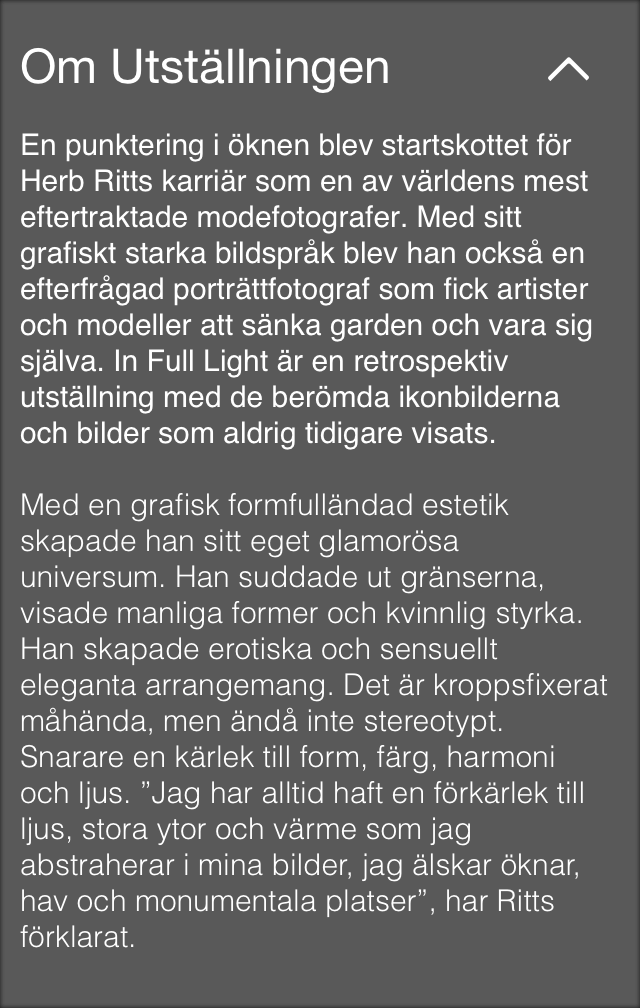 Om Utställningen
En punktering i öknen blev startskottet för
Herb Ritts karriär som en av världens mest
eftertraktade modefotografer. Med sitt
grafiskt starka bildspråk blev han också en
efterfrågad porträttfotograf som fick artister
och modeller att sänka garden och vara sig
själva. In Full Light är en retrospektiv
utställning med de berömda ikonbilderna
och bilder som aldrig tidigare visats.
Med en grafisk formfulländad estetik
skapade han sitt eget glamorösa
universum. Han suddade ut gränserna,
visade manliga former och kvinnlig styrka.
Han skapade erotiska och sensuellt
eleganta arrangemang. Det är kroppsfixerat
måhända, men ändå inte stereotypt.
Snarare en kärlek till form, färg, harmoni
och ljus. ”Jag har alltid haft en förkärlek till
ljus, stora ytor och värme som jag
abstraherar i mina bilder, jag älskar öknar,
hav och monumentala platser”, har Ritts
förklarat.